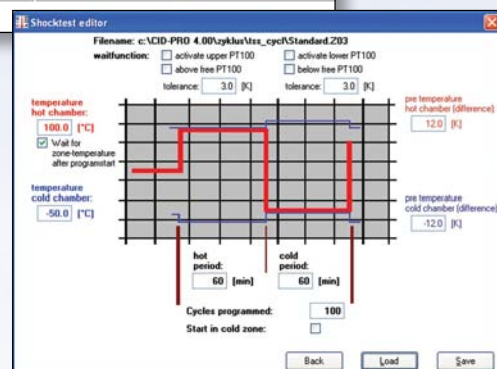 Shocktest editor
Filename: c:\CID-PRO 4.00\zyklus\tss_cycl\Standard.Z03
waitfunction: activate upper PT100 activate lower PT100
above free PT100 below free PT100
tolerance: 3.0 [K] tolerance: 3.0 [K]
temperature
hot chamber:
100.0 [°C]
Wait for
zone-temperature
after programstart
temperature
cold chamber:
-50.0 [°C]
pre temperature
hot chamber (difference):
12.0 [K]
pre temperature
cold chamber (difference)
-12.0 [K]
hot
period:
60 [min]
cold
period:
60 [min]
Cycles programmed: 100
Start in cold zone:
Back Load Save